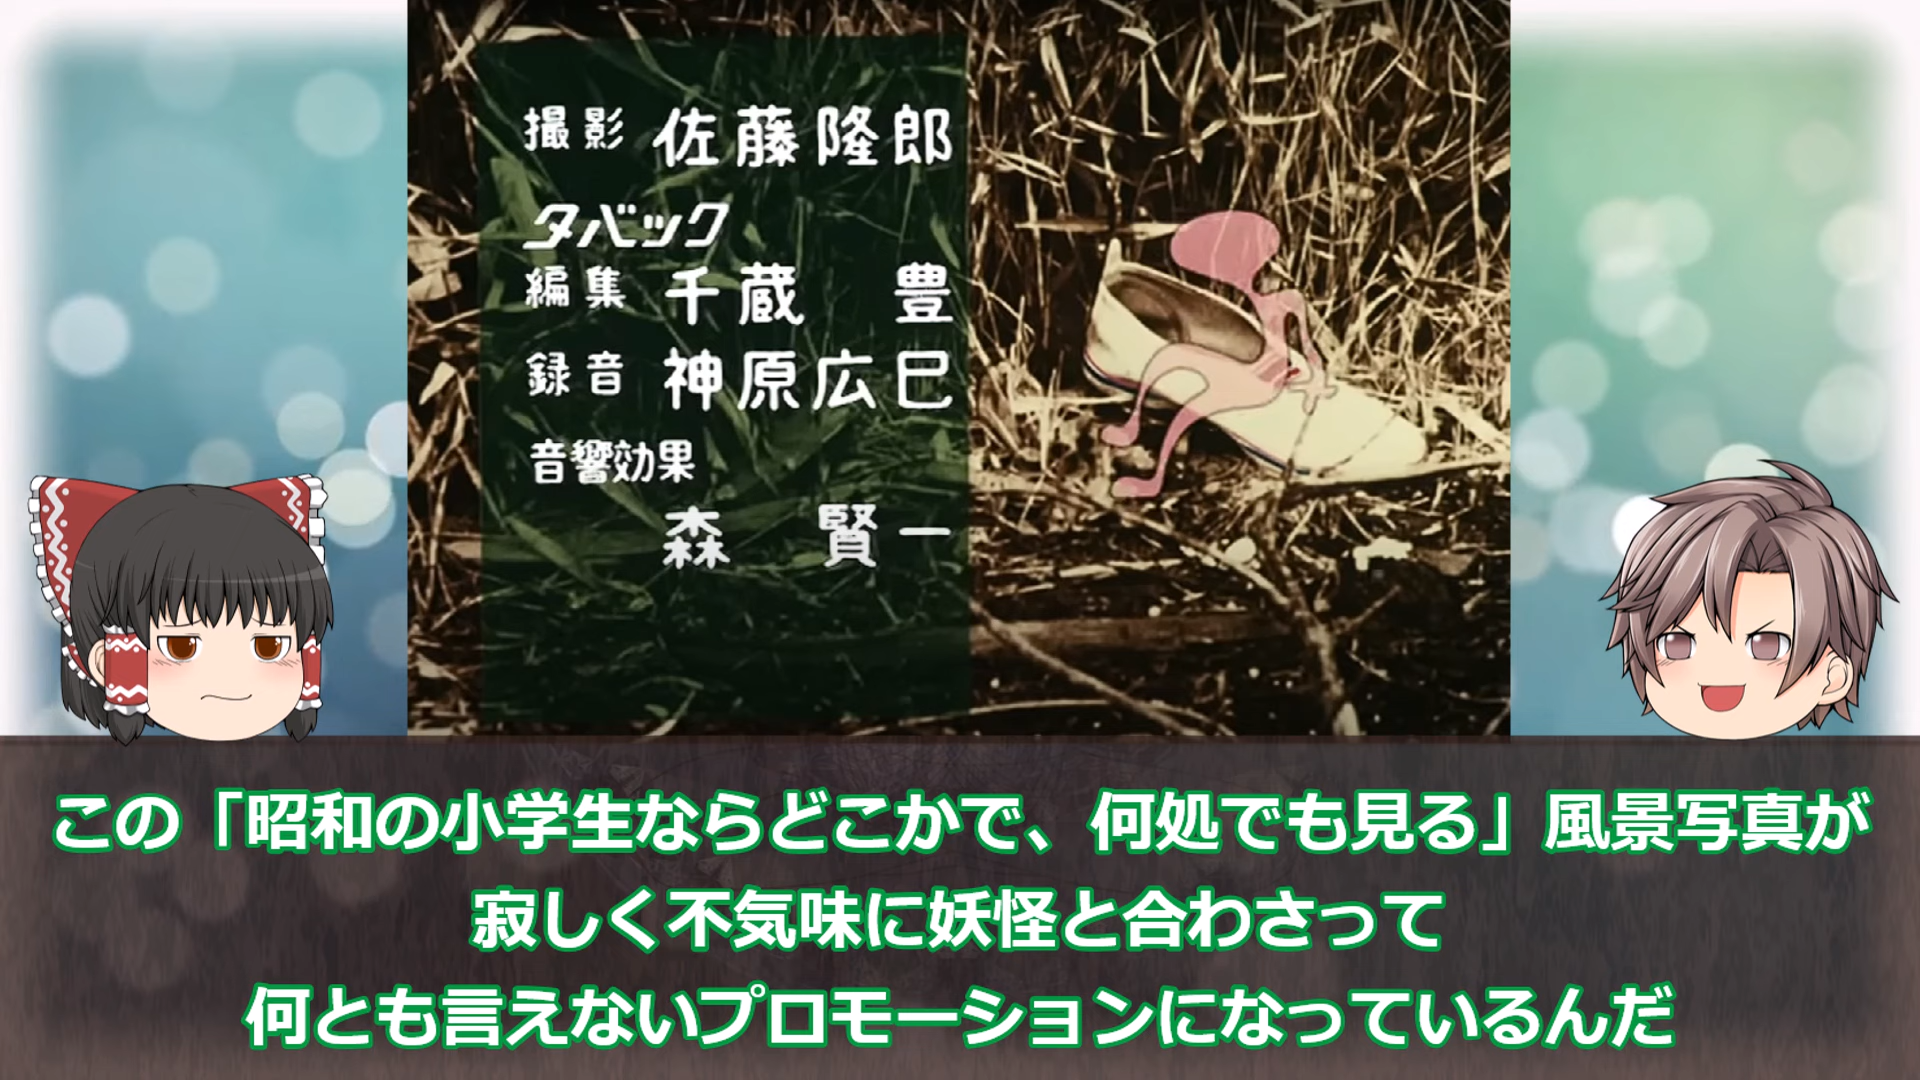 撮影 佐藤隆郎
タバック
編集 千蔵 豊
録音 神原広巳
音響効果
森 賢一
この「昭和の小学生ならどこかで、何処でも見る」風景写真が
寂しく不気味に妖怪と合わさって
何とも言えないプロモーションになっているんだ